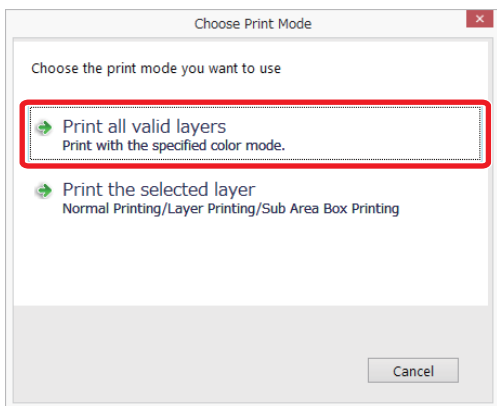 Choose Print Mode
Choose the print mode you want to use
Print all valid layers
Print with the specified color mode.
Print the selected layer
Normal Printing/Layer Printing/Sub Area Box Printing
Cancel